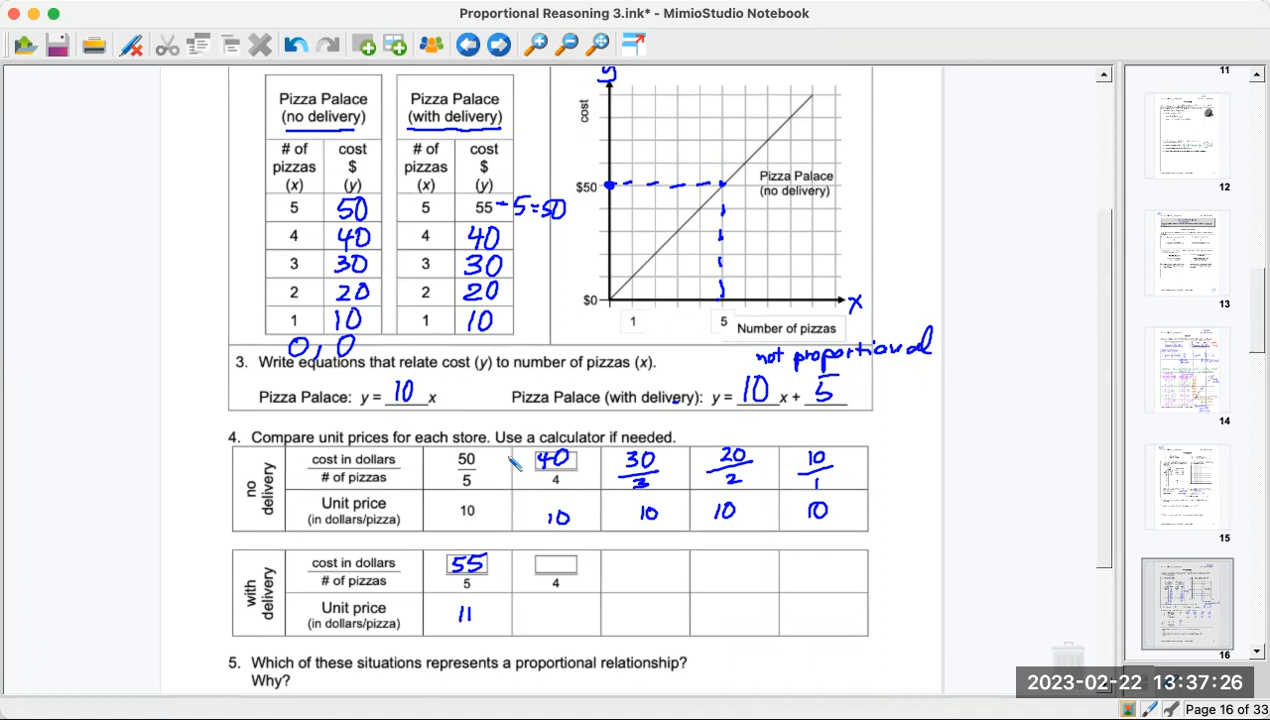 Proportional Reasoning 3.ink* - MimioStudio Notebook
y
Pizza Palace
(no delivery)
# of
pizzas
(x)
cost
$
(y)
5 50
4 40
3 30
2 20
1 10
0, 0
Pizza Palace
(with delivery)
# of
pizzas
(x)
cost
$
(y)
5 55 - 5 = 50
4 40
3 30
2 20
1 10
cost
$50
$0
Pizza Palace
(no delivery)
x
1
5
Number of pizzas
not proportional
3. Write equations that relate cost (y) to number of pizzas (x).
Pizza Palace: y = 10 x
Pizza Palace (with delivery): y = 10 x + 5
4. Compare unit prices for each store. Use a calculator if needed.
no
delivery
cost in dollars 50 40 30 20 10
# of pizzas 5 4 3 2 1
Unit price
(in dollars/pizza)
10 10 10 10 10
with
delivery
cost in dollars 55
# of pizzas 5 4
Unit price
(in dollars/pizza)
11
5. Which of these situations represents a proportional relationship?
Why?
11
12
13
14
15
16
2023-02-22 13:37:26
Page 16 of 33